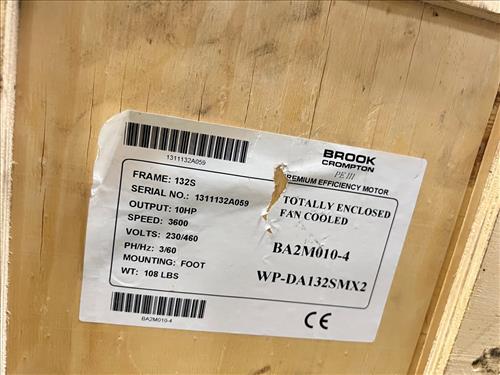 1311132A059
FRAME: 132S
SERIAL NO.: 1311132A059
OUTPUT: 10HP
SPEED: 3600
VOLTS: 230/460
PH/Hz: 3/60
MOUNTING: FOOT
WT: 108 LBS
BA2M010-4
BROOK
CROMPTON
PE III
REMIUM EFFICIENCY MOTOR
TOTALLY ENCLOSED
FAN COOLED
BA2M010-4
WP-DA132SMX2
CE